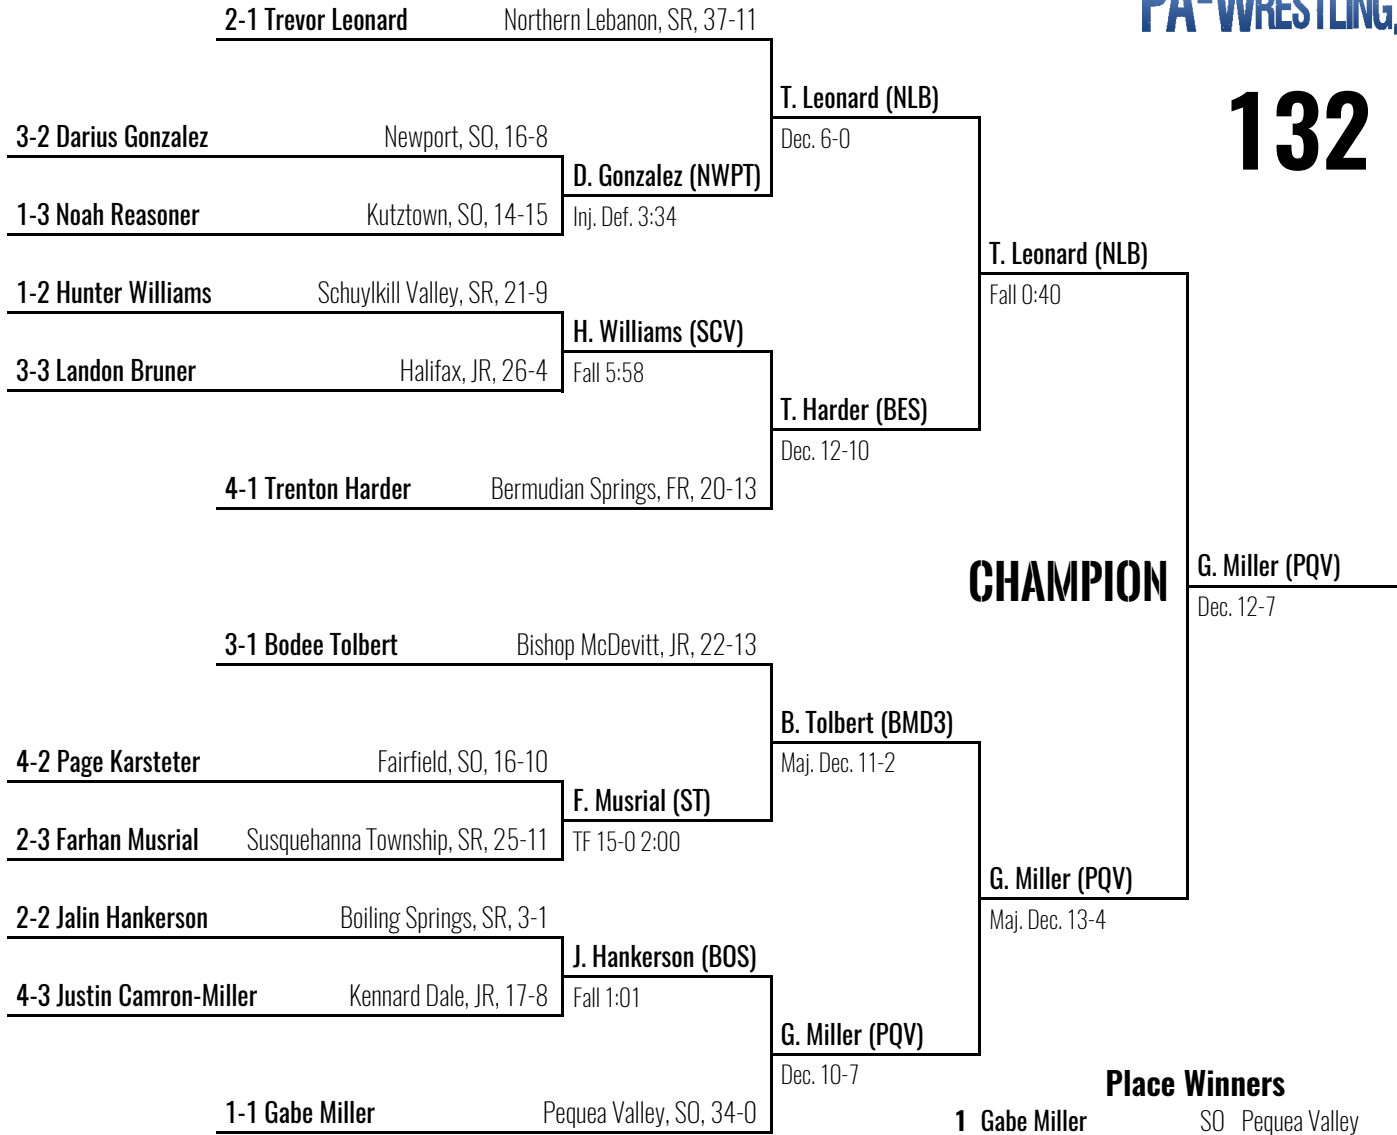 2-1 Trevor Leonard Northern Lebanon, SR, 37-11
PA-WRESTLING.
132
T. Leonard (NLB)
Dec. 6-0
3-2 Darius Gonzalez Newport, SO, 16-8
D. Gonzalez (NWPT)
Inj. Def. 3:34
1-3 Noah Reasoner Kutztown, SO, 14-15
T. Leonard (NLB)
Fall 0:40
1-2 Hunter Williams Schuylkill Valley, SR, 21-9
H. Williams (SCV)
Fall 5:58
3-3 Landon Bruner Halifax, JR, 26-4
T. Harder (BES)
Dec. 12-10
4-1 Trenton Harder Bermudian Springs, FR, 20-13
CHAMPION
G. Miller (PQV)
Dec. 12-7
3-1 Bodee Tolbert Bishop McDevitt, JR, 22-13
B. Tolbert (BMD3)
Maj. Dec. 11-2
4-2 Page Karsteter Fairfield, SO, 16-10
F. Musrial (ST)
TF 15-0 2:00
2-3 Farhan Musrial Susquehanna Township, SR, 25-11
G. Miller (PQV)
Maj. Dec. 13-4
2-2 Jalin Hankerson Boiling Springs, SR, 3-1
J. Hankerson (BOS)
Fall 1:01
4-3 Justin Camron-Miller Kennard Dale, JR, 17-8
G. Miller (PQV)
Dec. 10-7
1-1 Gabe Miller Pequea Valley, SO, 34-0
Place Winners
1 Gabe Miller SO Pequea Valley